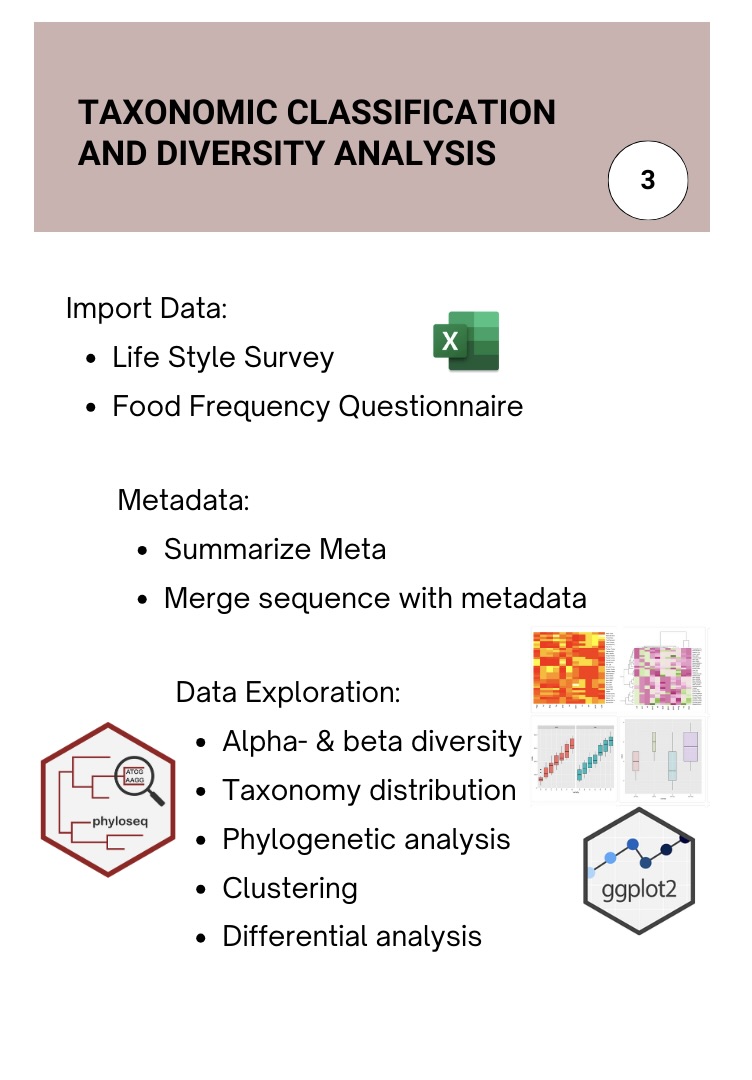 TAXONOMIC CLASSIFICATION
AND DIVERSITY ANALYSIS
3
Import Data:
X
• Life Style Survey
• Food Frequency Questionnaire
Metadata:
• Summarize Meta
• Merge sequence with metadata
Data Exploration:
• Alpha- & beta diversity
• Taxonomy distribution
• Phylogenetic analysis
• Clustering
• Differential analysis
ATCG
AAGG
phyloseq
ggplot2